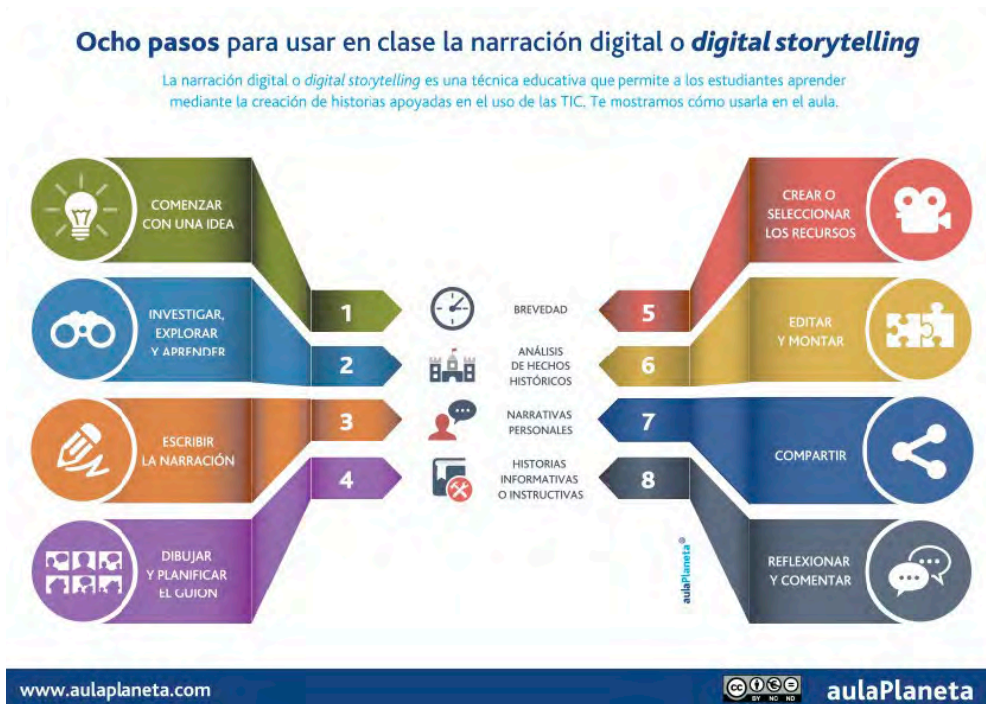 Ocho pasos para usar en clase la narración digital o digital storytelling
La narración digital o digital storytelling es una técnica educativa que permite a los estudiantes aprender
mediante la creación de historias apoyadas en el uso de las TIC. Te mostramos cómo usarla en el aula.
COMENZAR
CON UNA IDEA
1
INVESTIGAR,
EXPLORAR
Y APRENDER
2
ESCRIBIR
LA NARRACIÓN
3
DIBUJAR
Y PLANIFICAR
EL GUION
4
BREVEDAD
ANÁLISIS
DE HECHOS
HISTÓRICOS
NARRATIVAS
PERSONALES
HISTORIAS
INFORMATIVAS
O INSTRUCTIVAS
CREAR O
SELECCIONAR
LOS RECURSOS
5
EDITAR
Y MONTAR
6
COMPARTIR
7
REFLEXIONAR
Y COMENTAR
8
aulaPlaneta®
www.aulaplaneta.com
cc
BY NC ND
aulaPlaneta